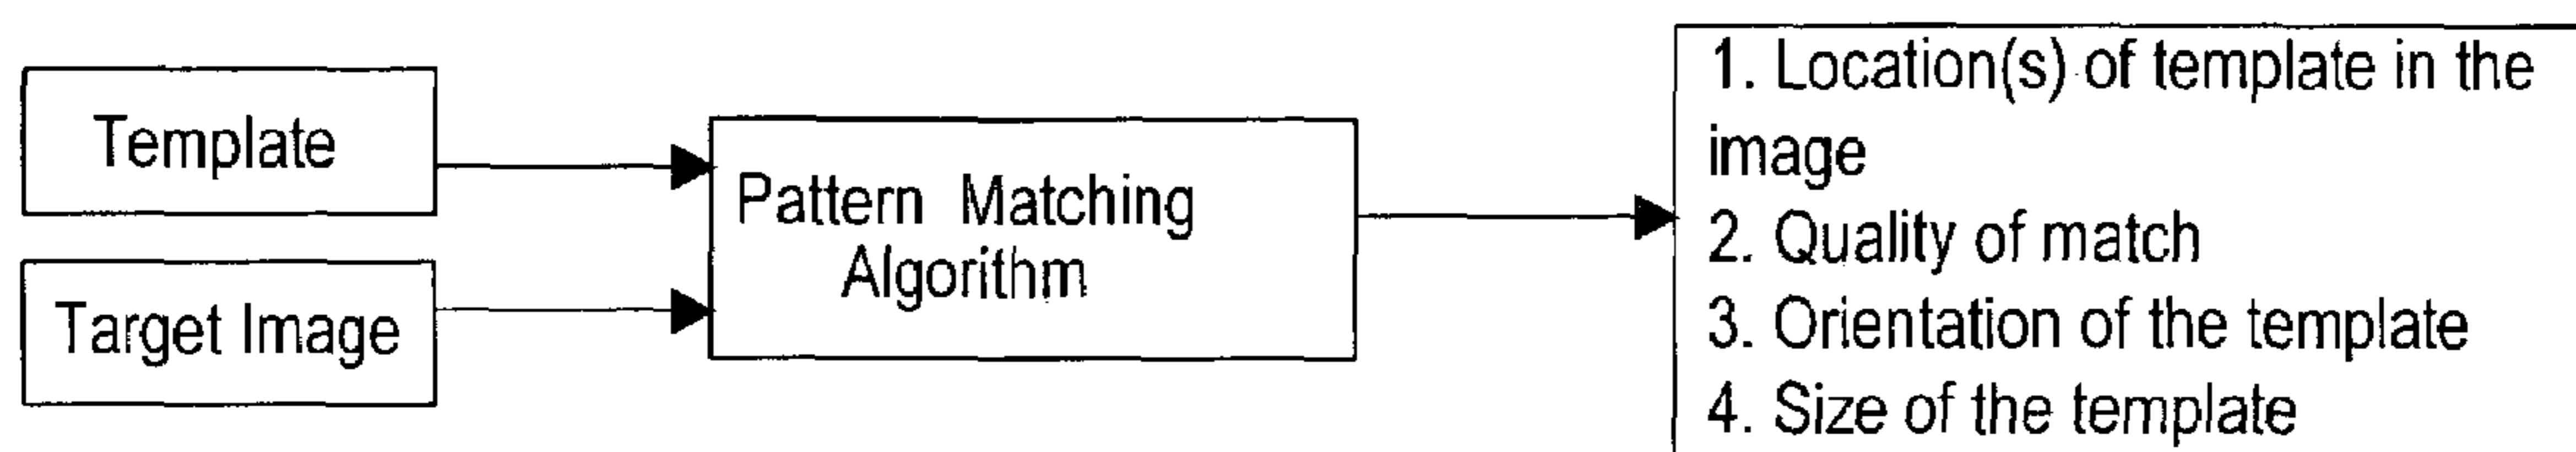 Template
Target Image
Pattern Matching
Algorithm
1. Location(s) of template in the
image
2. Quality of match
3. Orientation of the template
4. Size of the template